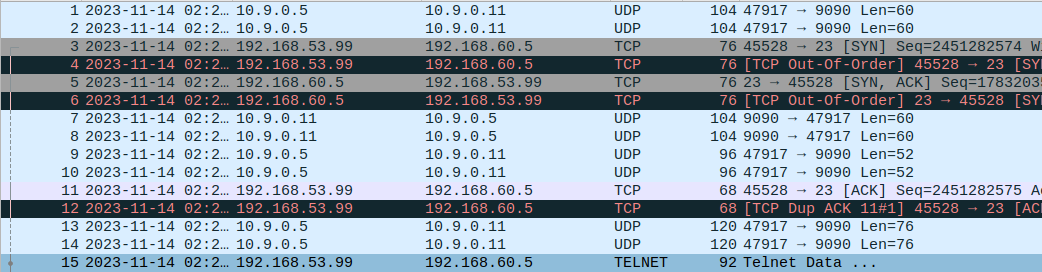 1 2023-11-14 02:2… 10.9.0.5 10.9.0.11 UDP 104 47917 → 9090 Len=60
2 2023-11-14 02:2… 10.9.0.5 10.9.0.11 UDP 104 47917 → 9090 Len=60
3 2023-11-14 02:2… 192.168.53.99 192.168.60.5 TCP 76 45528 → 23 [SYN] Seq=2451282574 W
4 2023-11-14 02:2… 192.168.53.99 192.168.60.5 TCP 76 [TCP Out-Of-Order] 45528 → 23 [SY
5 2023-11-14 02:2… 192.168.60.5 192.168.53.99 TCP 76 23 → 45528 [SYN, ACK] Seq=1783203
6 2023-11-14 02:2… 192.168.60.5 192.168.53.99 TCP 76 [TCP Out-Of-Order] 23 → 45528 [SY
7 2023-11-14 02:2… 10.9.0.11 10.9.0.5 UDP 104 9090 → 47917 Len=60
8 2023-11-14 02:2… 10.9.0.11 10.9.0.5 UDP 104 9090 → 47917 Len=60
9 2023-11-14 02:2… 10.9.0.5 10.9.0.11 UDP 96 47917 → 9090 Len=52
10 2023-11-14 02:2… 10.9.0.5 10.9.0.11 UDP 96 47917 → 9090 Len=52
11 2023-11-14 02:2… 192.168.53.99 192.168.60.5 TCP 68 45528 → 23 [ACK] Seq=2451282575 A
12 2023-11-14 02:2… 192.168.53.99 192.168.60.5 TCP 68 [TCP Dup ACK 11#1] 45528 → 23 [AC
13 2023-11-14 02:2… 10.9.0.5 10.9.0.11 UDP 120 47917 → 9090 Len=76
14 2023-11-14 02:2… 10.9.0.5 10.9.0.11 UDP 120 47917 → 9090 Len=76
15 2023-11-14 02:2… 192.168.53.99 192.168.60.5 TELNET 92 Telnet Data ...